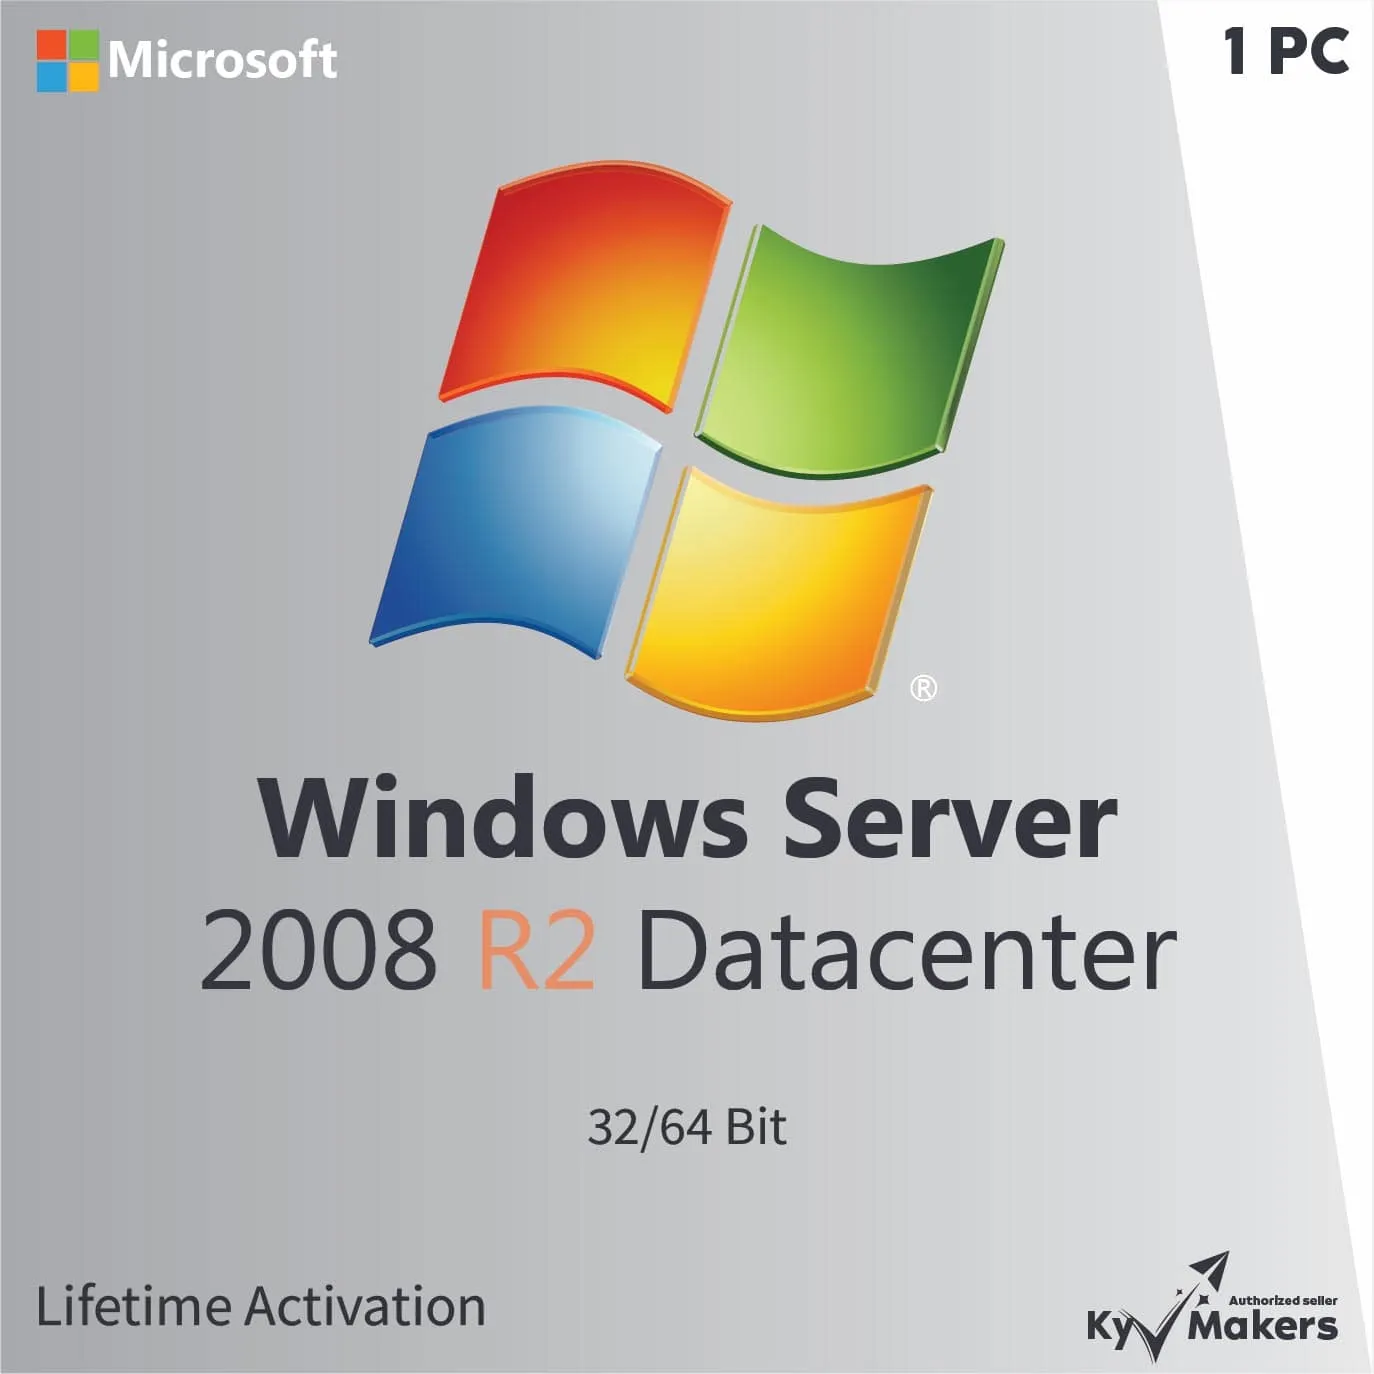 Microsoft
1 PC
®
Windows Server
2008 R2 Datacenter
32/64 Bit
Lifetime Activation
Authorized seller
Ky Makers